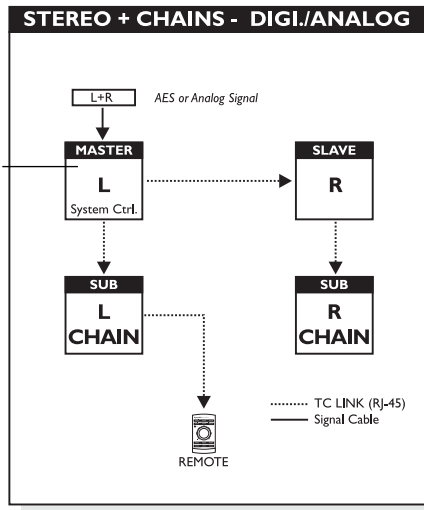 STEREO + CHAINS - DIGI./ANALOG
L+R
AES or Analog Signal
MASTER
L
System Ctrl.
SLAVE
R
SUB
L
CHAIN
SUB
R
CHAIN
TC LINK (RJ-45)
Signal Cable
REMOTE